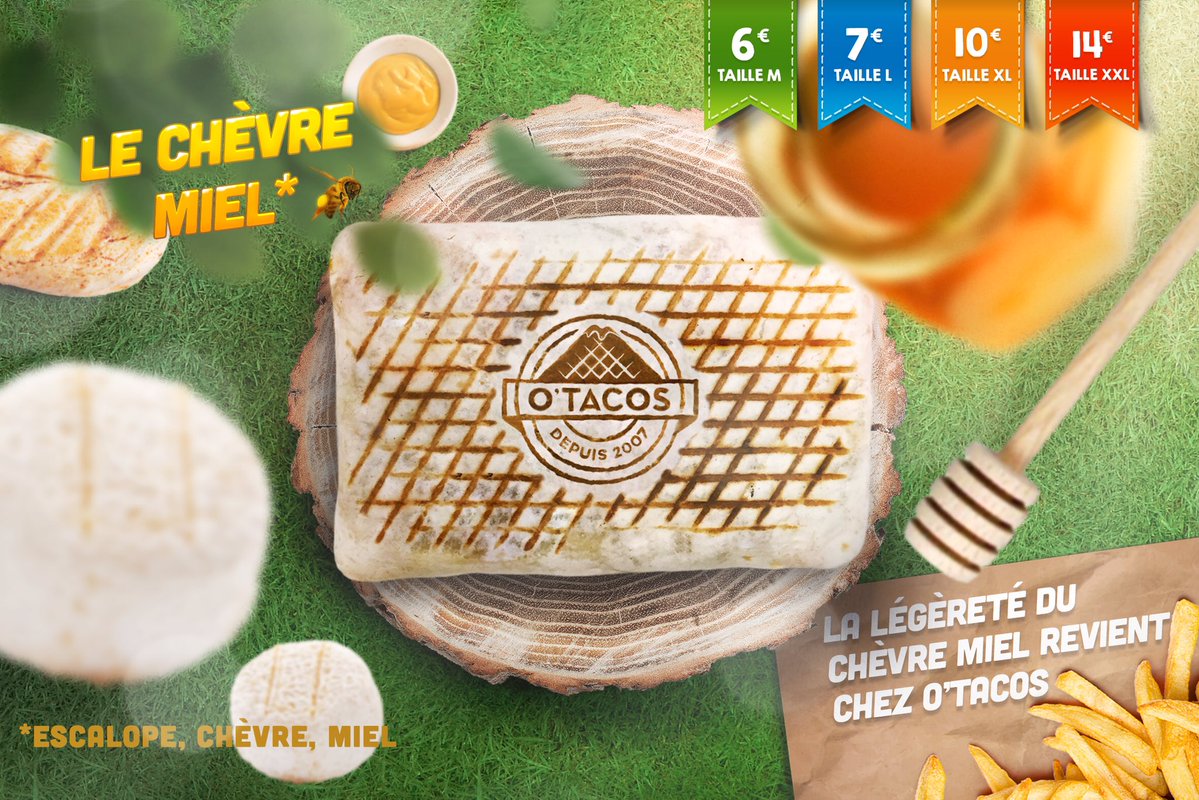 LE CHÈVRE
MIEL*
6€
TAILLE M
7€
TAILLE L
10€
TAILLE XL
14€
TAILLE XXL
O'TACOS
DEPUIS 2007
LA LÉGÈRETÉ DU
CHÈVRE MIEL REVIENT
CHEZ O'TACOS
*ESCALOPE, CHÈVRE, MIEL